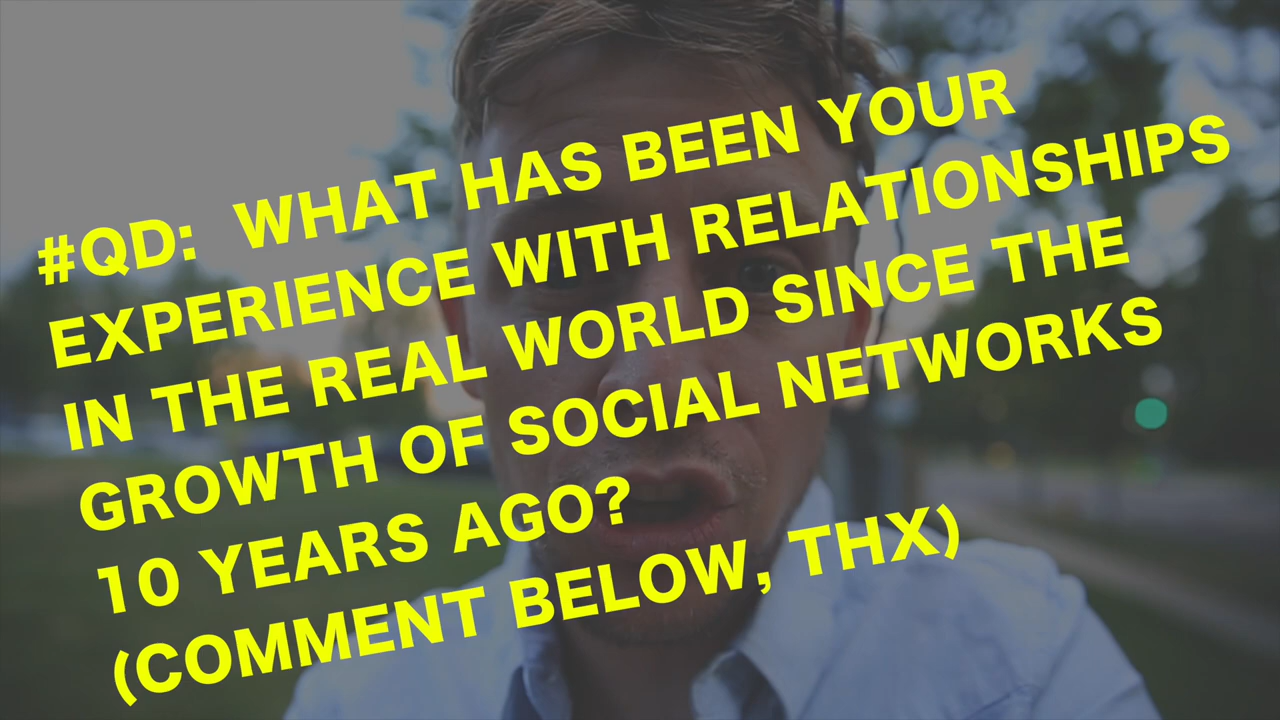 #QD: WHAT HAS BEEN YOUR
EXPERIENCE WITH RELATIONSHIPS
IN THE REAL WORLD SINCE THE
GROWTH OF SOCIAL NETWORKS
10 YEARS AGO?
(COMMENT BELOW, THX)